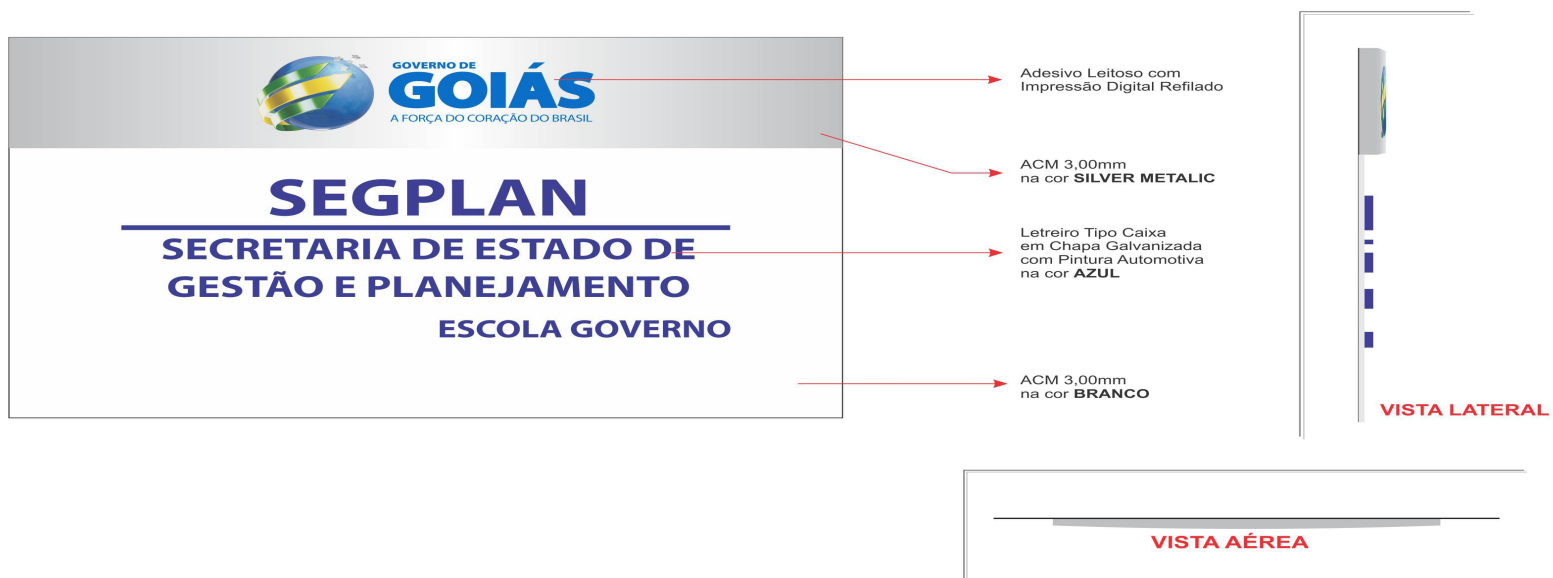 GOVERNO DE
GOIÁS
A FORÇA DO CORAÇÃO DO BRASIL
SEGPLAN
SECRETARIA DE ESTADO DE
GESTÃO E PLANEJAMENTO
ESCOLA GOVERNO
Adesivo Leitoso com
Impressão Digital Refilado
ACM 3,00mm
na cor SILVER METALIC
Letreiro Tipo Caixa
em Chapa Galvanizada
com Pintura Automotiva
na cor AZUL
ACM 3,00mm
na cor BRANCO
VISTA LATERAL
VISTA AÉREA